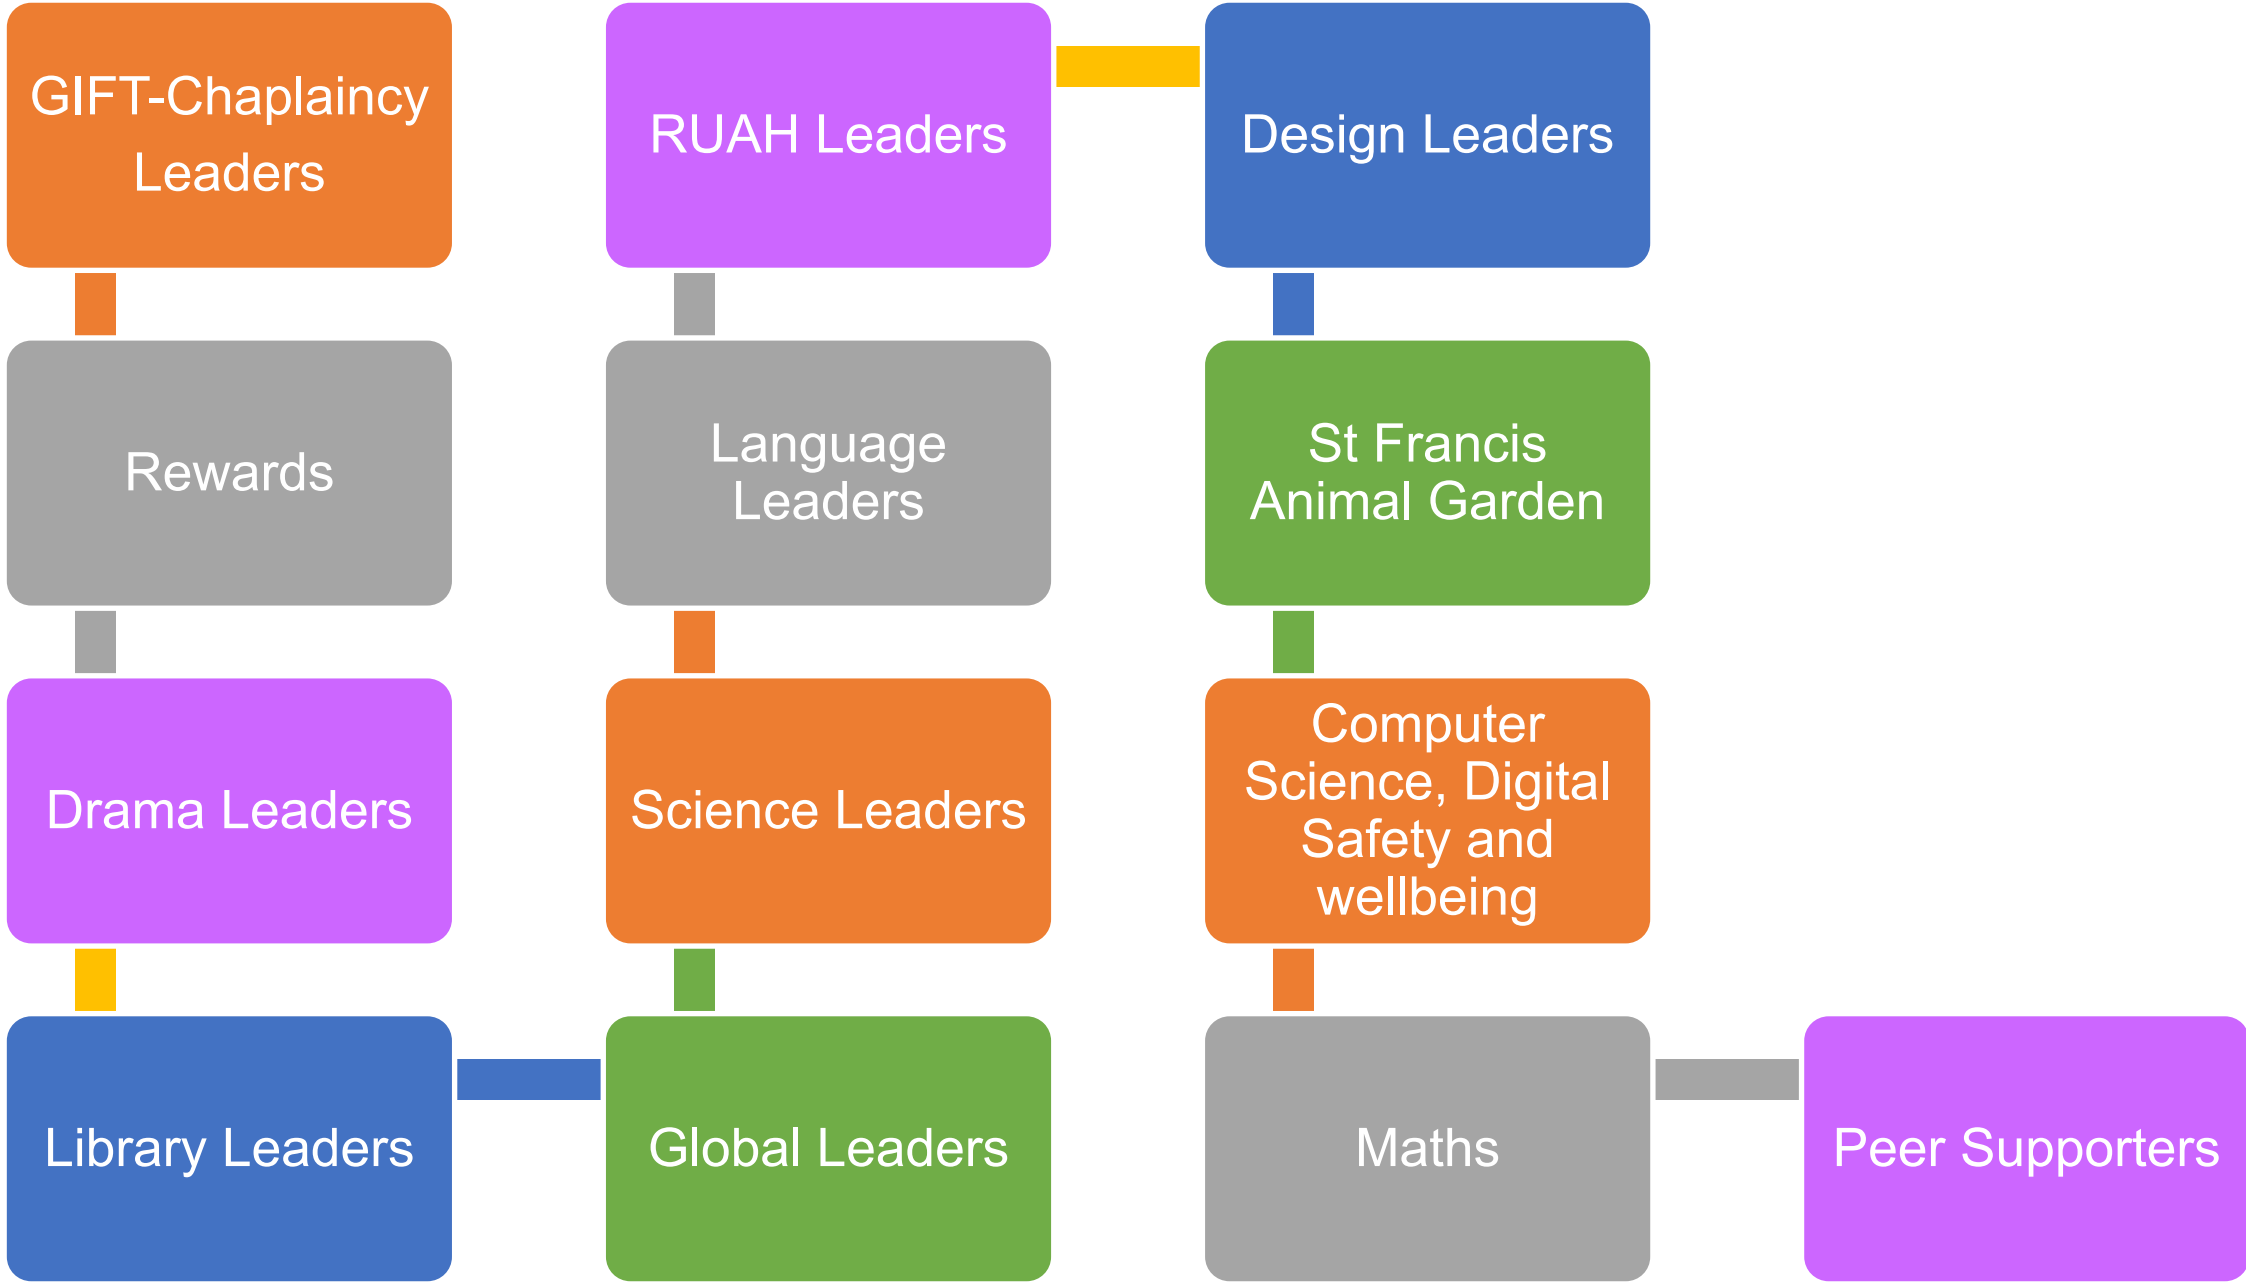 GIFT-Chaplaincy
Leaders
Rewards
Drama Leaders
Library Leaders
Global Leaders
Science Leaders
Language
Leaders
RUAH Leaders
Design Leaders
St Francis
Animal Garden
Computer
Science, Digital
Safety and
wellbeing
Maths
Peer Supporters